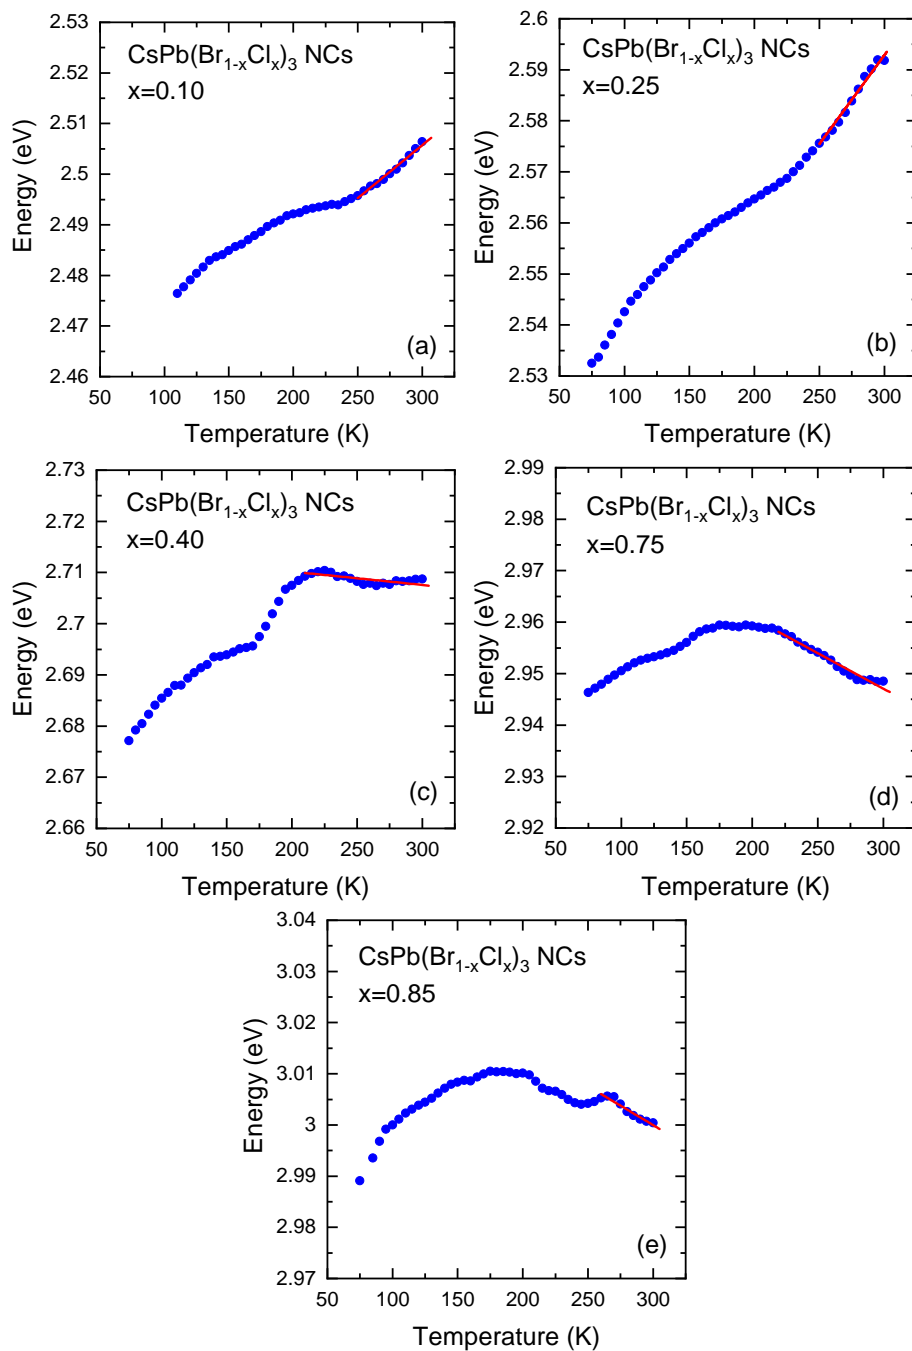 CsPb(Br1-xClx)3 NCs
x=0.10
2.53
2.52
2.51
2.5
2.49
2.48
2.47
2.46
Energy (eV)
50 100 150 200 250 300
Temperature (K)
(a)
CsPb(Br1-xClx)3 NCs
x=0.25
2.6
2.59
2.58
2.57
2.56
2.55
2.54
2.53
Energy (eV)
50 100 150 200 250 300
Temperature (K)
(b)
CsPb(Br1-xClx)3 NCs
x=0.40
2.73
2.72
2.71
2.7
2.69
2.68
2.67
2.66
Energy (eV)
50 100 150 200 250 300
Temperature (K)
(c)
CsPb(Br1-xClx)3 NCs
x=0.75
2.99
2.98
2.97
2.96
2.95
2.94
2.93
2.92
Energy (eV)
50 100 150 200 250 300
Temperature (K)
(d)
CsPb(Br1-xClx)3 NCs
x=0.85
3.04
3.03
3.02
3.01
3
2.99
2.98
2.97
Energy (eV)
50 100 150 200 250 300
Temperature (K)
(e)